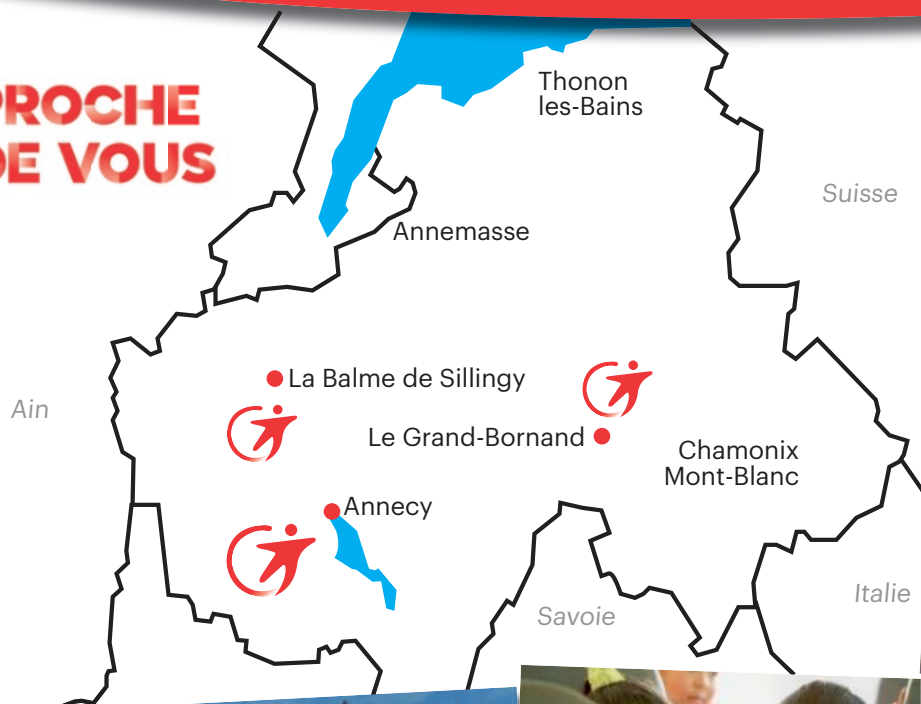 PROCHE
DE VOUS
Thonon
les-Bains
Suisse
Annemasse
La Balme de Sillingy
Ain
Le Grand-Bornand
Chamonix
Mont-Blanc
Annecy
Italie
Savoie